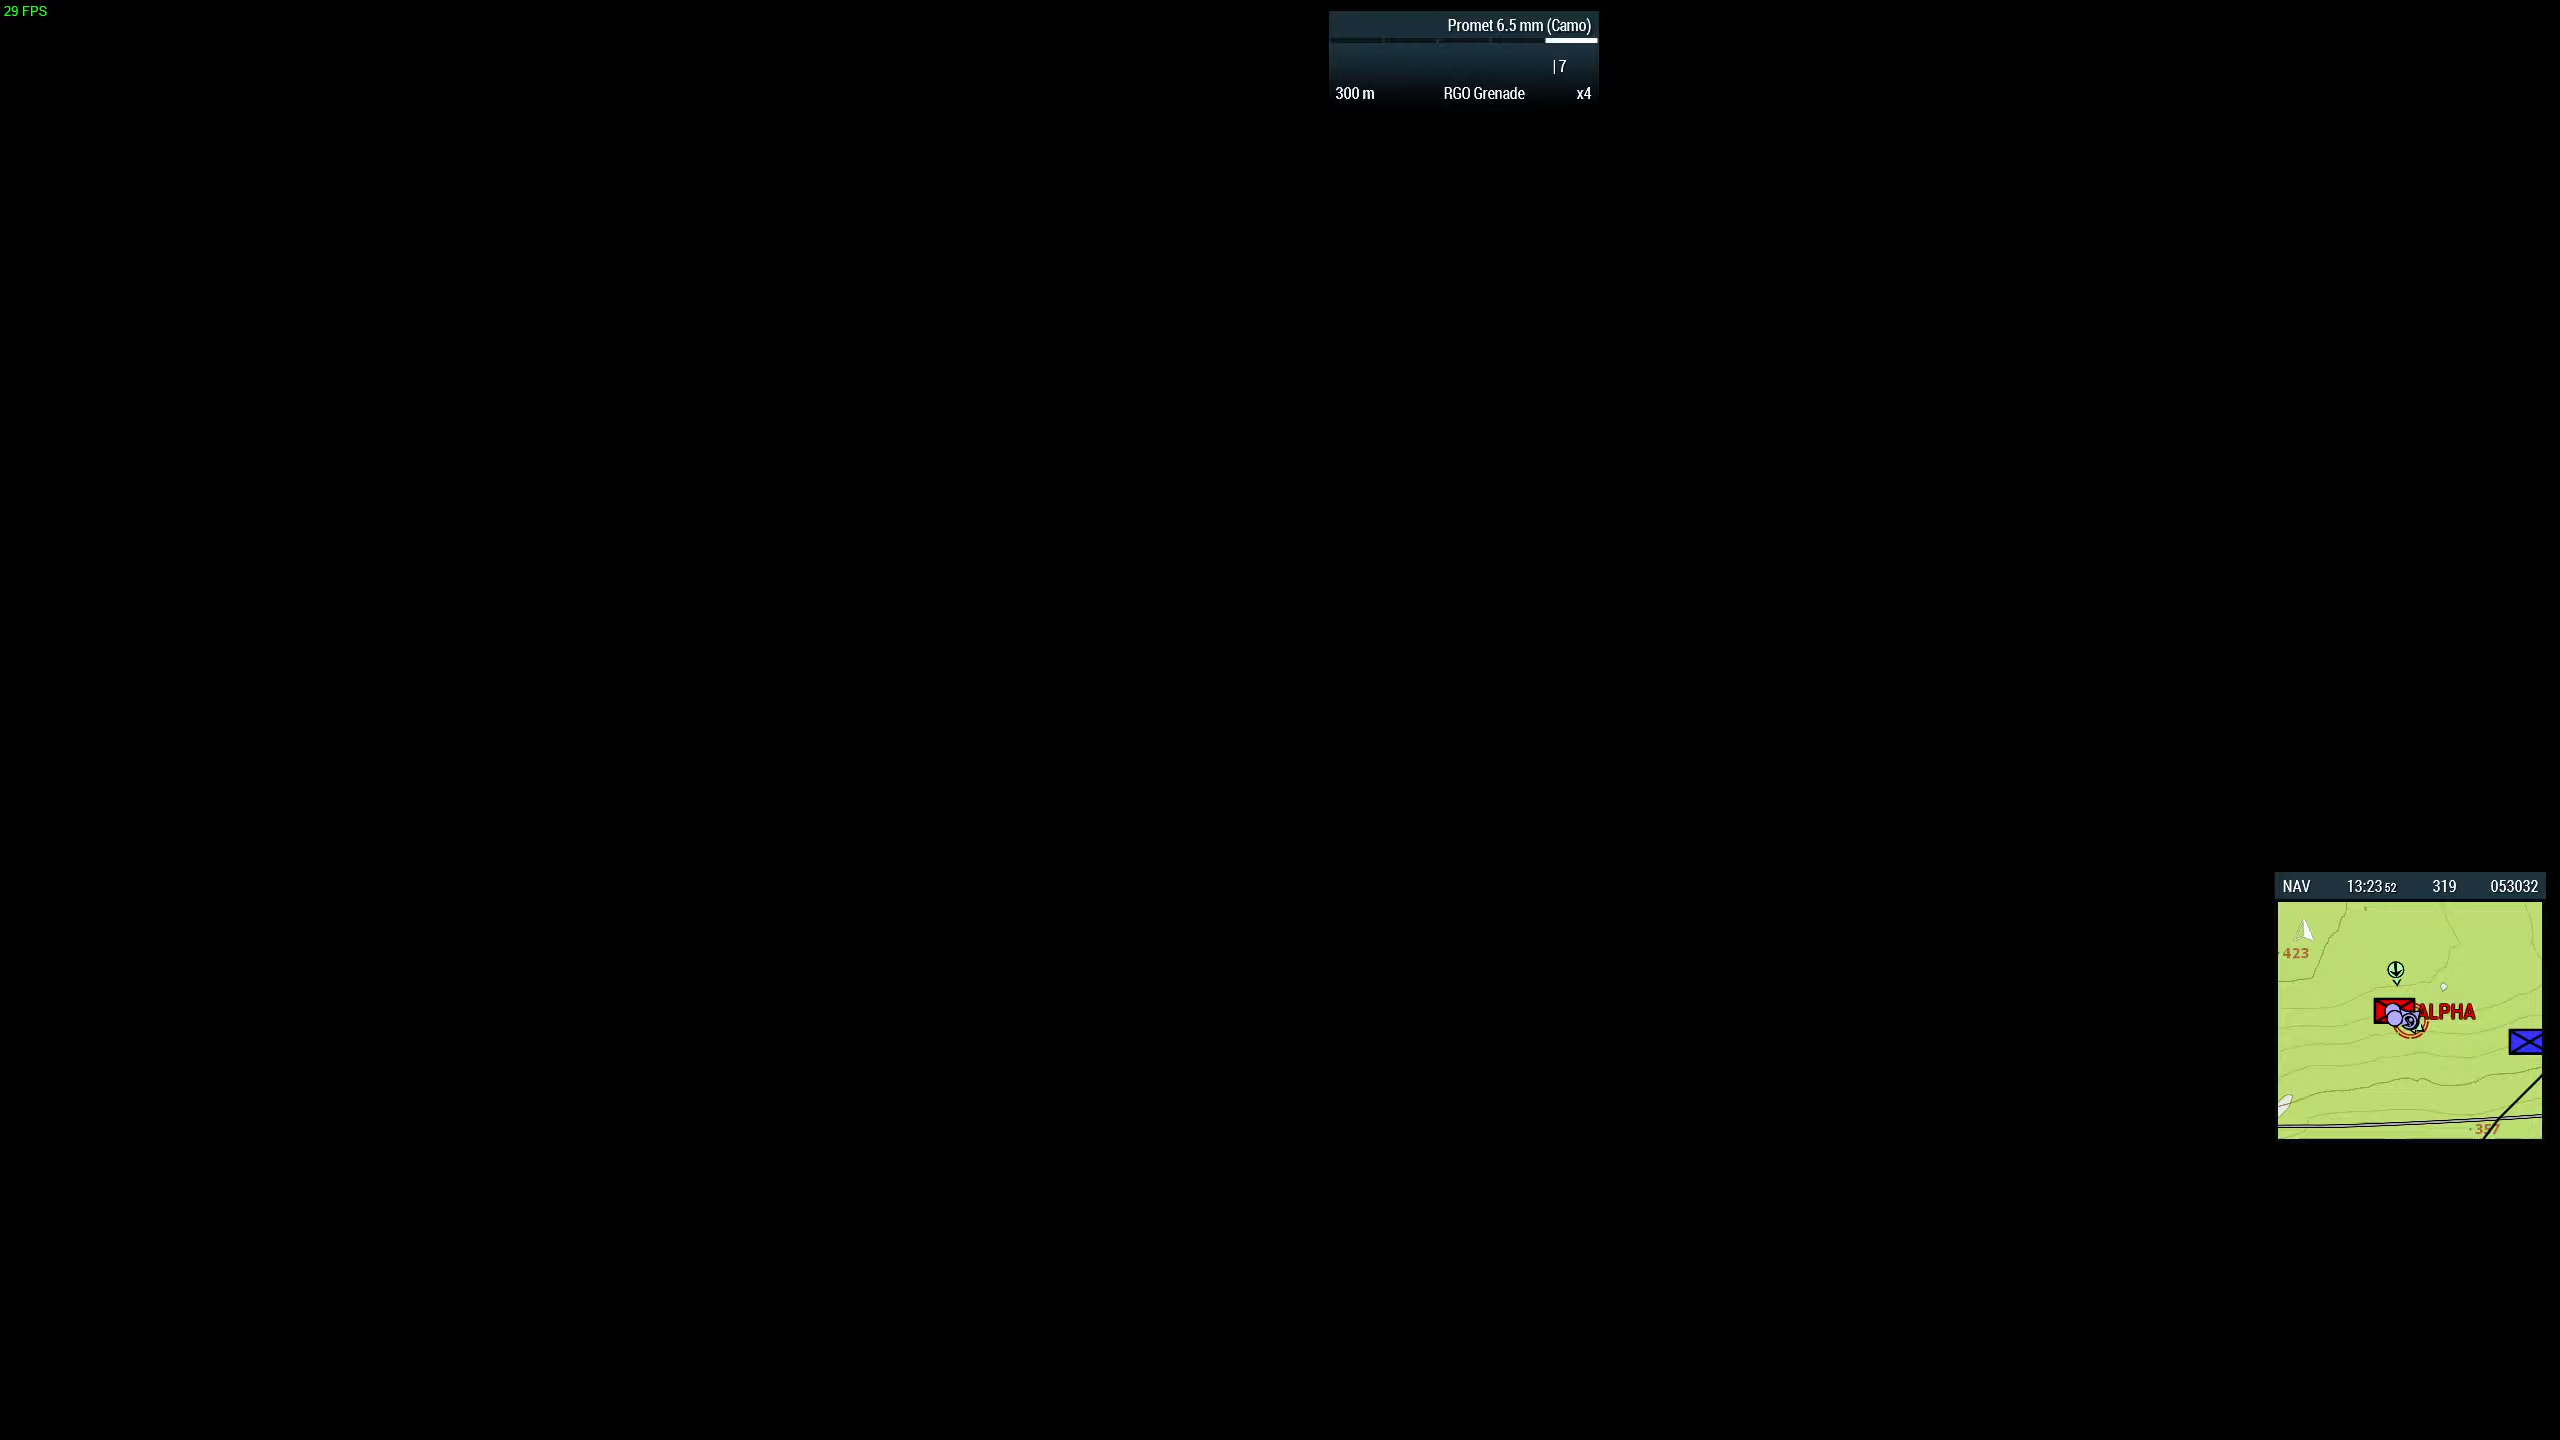 29 FPS
Promet 6.5 mm (Camo)
| 7
300 m RGO Grenade x4
NAV 13:23 52 319 053032
423
ALPHA
357